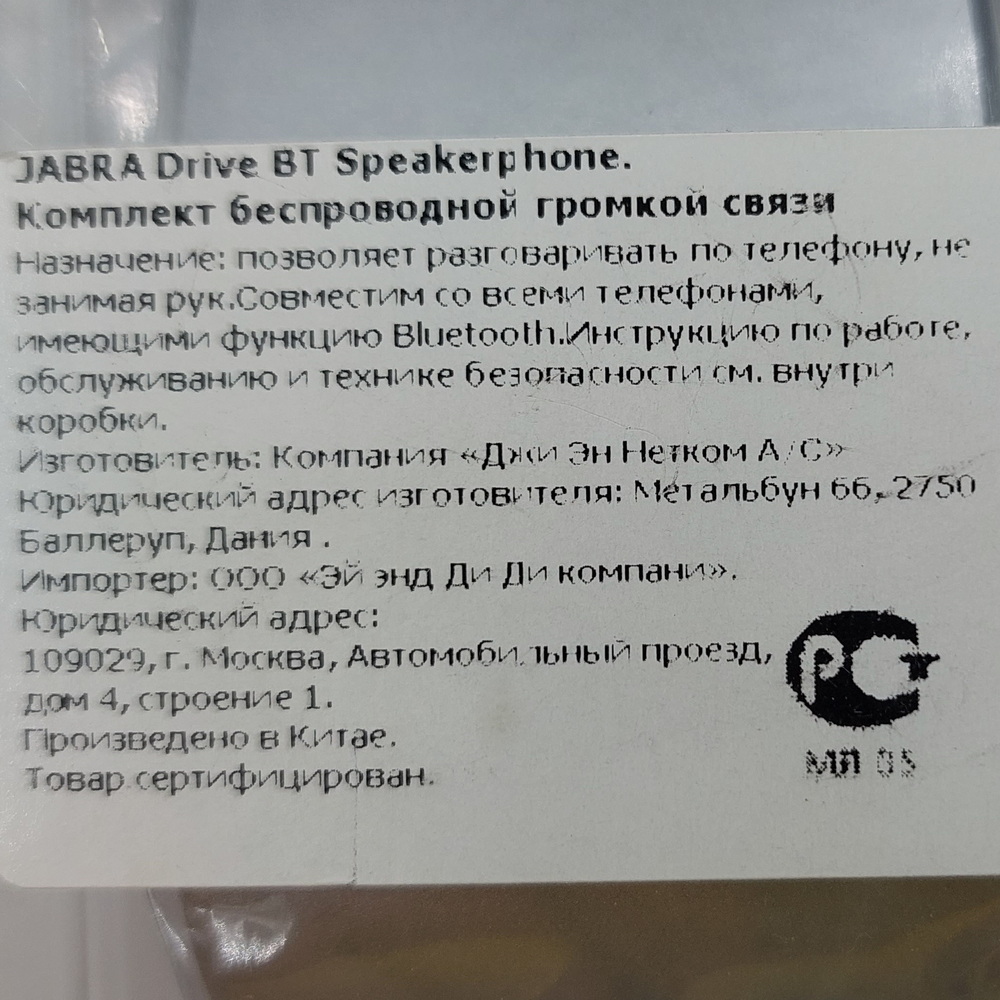 JABRA Drive BT Speakerphone.
Комплект беспроводной громкой связи
Назначение: позволяет разговаривать по телефону, не
занимая рук.Совместим со всеми телефонами,
имеющими функцию Bluetooth.Инструкцию по работе,
обслуживанию и технике безопасности см. внутри
коробки.
Изготовитель: Компания «Джи Эн Нетком А/С»
Юридический адрес изготовителя: Метальбун 66, 2750
Баллеруп, Дания .
Импортер: ООО «Эй энд Ди Ди компани».
Юридический адрес:
109029, г. Москва, Автомобильный проезд,
дом 4, строение 1.
Произведено в Китае.
Товар сертифицирован.
РСТ
МЛ 05